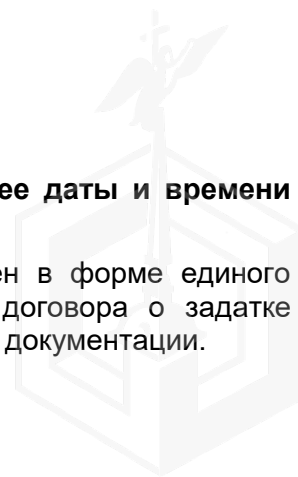 ее даты и времени
ен в форме единого
договора о задатке
документации.